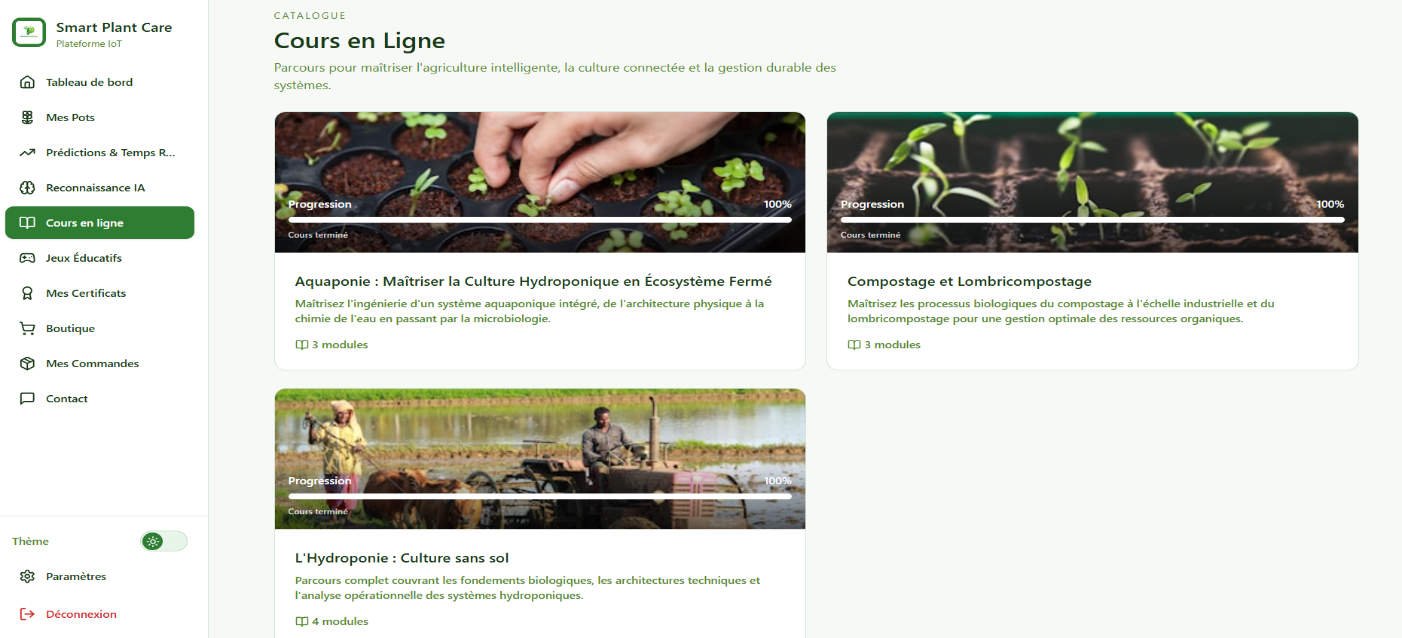 Smart Plant Care
Plateforme IoT
Tableau de bord
Mes Pots
Prédictions & Temps R...
Reconnaissance IA
Cours en ligne
Jeux Éducatifs
Mes Certificats
Boutique
Mes Commandes
Contact
Thème
Paramètres
Déconnexion
CATALOGUE
Cours en Ligne
Parcours pour maîtriser l'agriculture intelligente, la culture connectée et la gestion durable des
systèmes.
Progression 100%
Cours terminé
Aquaponie : Maîtriser la Culture Hydroponique en Écosystème Fermé
Maîtrisez l'ingénierie d'un système aquaponique intégré, de l'architecture physique à la
chimie de l'eau en passant par la microbiologie.
3 modules
Progression 100%
Cours terminé
Compostage et Lombricompostage
Maîtrisez les processus biologiques du compostage à l'échelle industrielle et du
lombricompostage pour une gestion optimale des ressources organiques.
3 modules
Progression 100%
Cours terminé
L'Hydroponie : Culture sans sol
Parcours complet couvrant les fondements biologiques, les architectures techniques et
l'analyse opérationnelle des systèmes hydroponiques.
4 modules